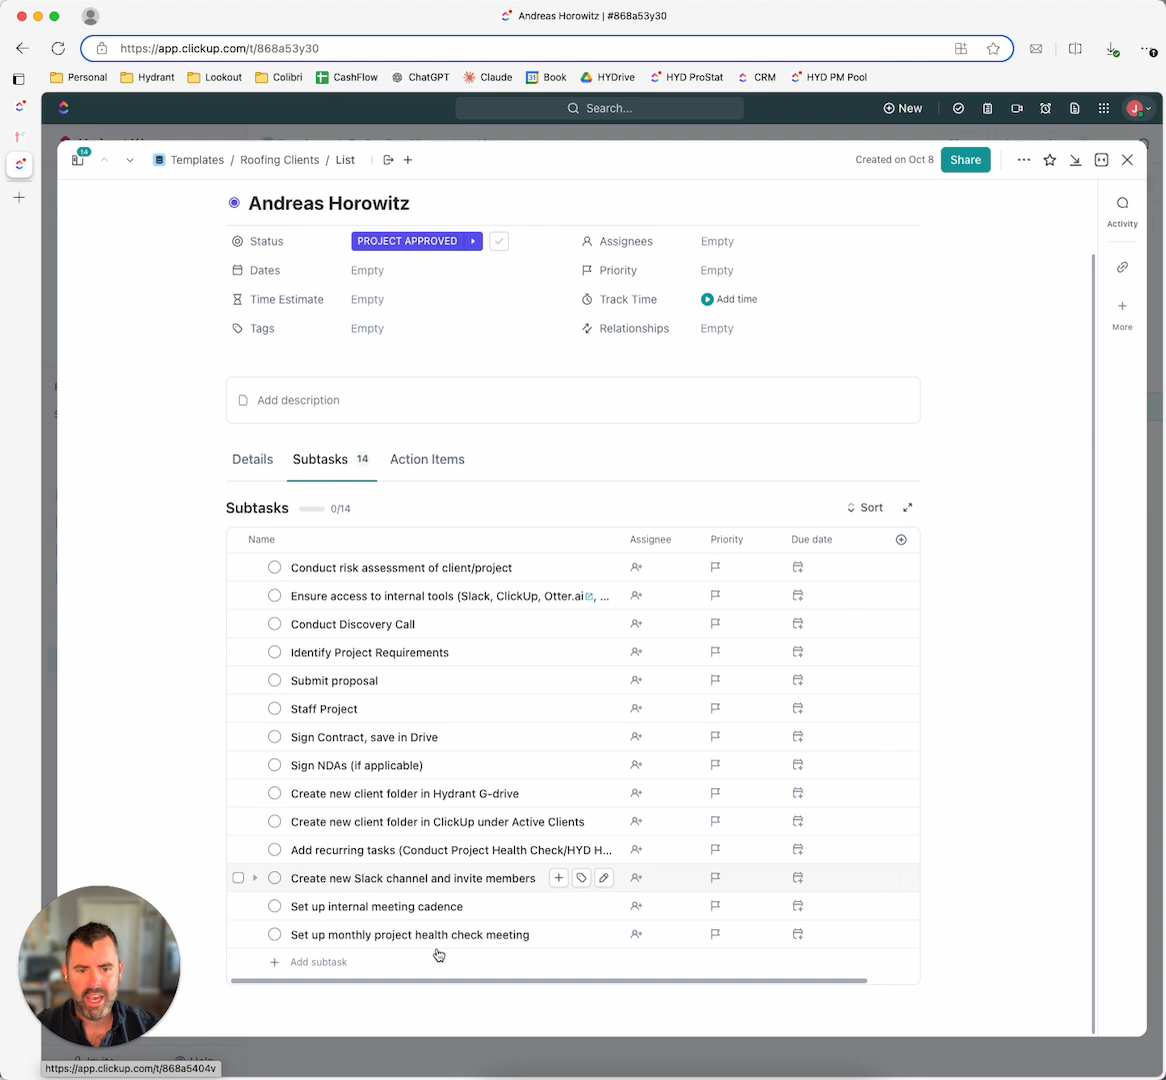 Andreas Horowitz | #868a53y30
https://app.clickup.com/t/868a53y30
Personal Hydrant Lookout Colibri CashFlow ChatGPT Claude 31 Book HYDrive HYD ProStat CRM HYD PM Pool
Search... New J
14 Templates / Roofing Clients / List Created on Oct 8 Share
Andreas Horowitz
Activity
Status PROJECT APPROVED Assignees Empty
Dates Empty Priority Empty
Time Estimate Empty Track Time Add time
Tags Empty Relationships Empty
More
Add description
Details Subtasks 14 Action Items
Subtasks 0/14 Sort
Name Assignee Priority Due date
Conduct risk assessment of client/project
Ensure access to internal tools (Slack, ClickUp, Otter.ai, ...
Conduct Discovery Call
Identify Project Requirements
Submit proposal
Staff Project
Sign Contract, save in Drive
Sign NDAs (if applicable)
Create new client folder in Hydrant G-drive
Create new client folder in ClickUp under Active Clients
Add recurring tasks (Conduct Project Health Check/HYD H...
Create new Slack channel and invite members
Set up internal meeting cadence
Set up monthly project health check meeting
Add subtask
https://app.clickup.com/t/868a5404v